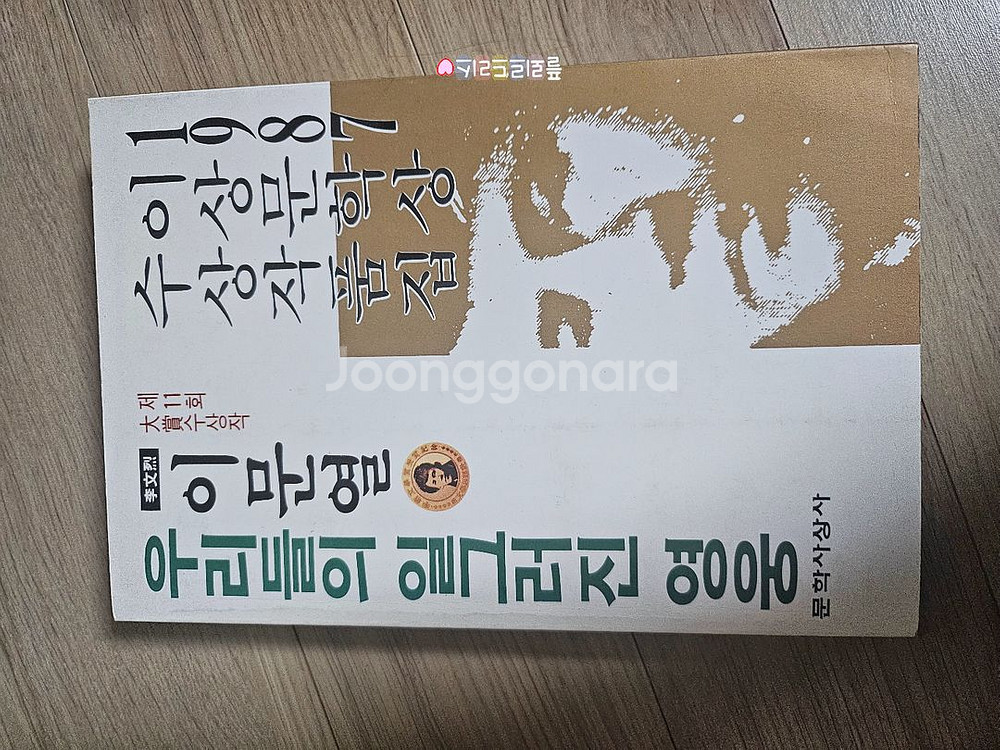 1987
이상문학상
수상작품집
제11회
大賞수상작
李文烈
이문열
우리들의 일그러진 영웅
문학사상사
Joonggonara